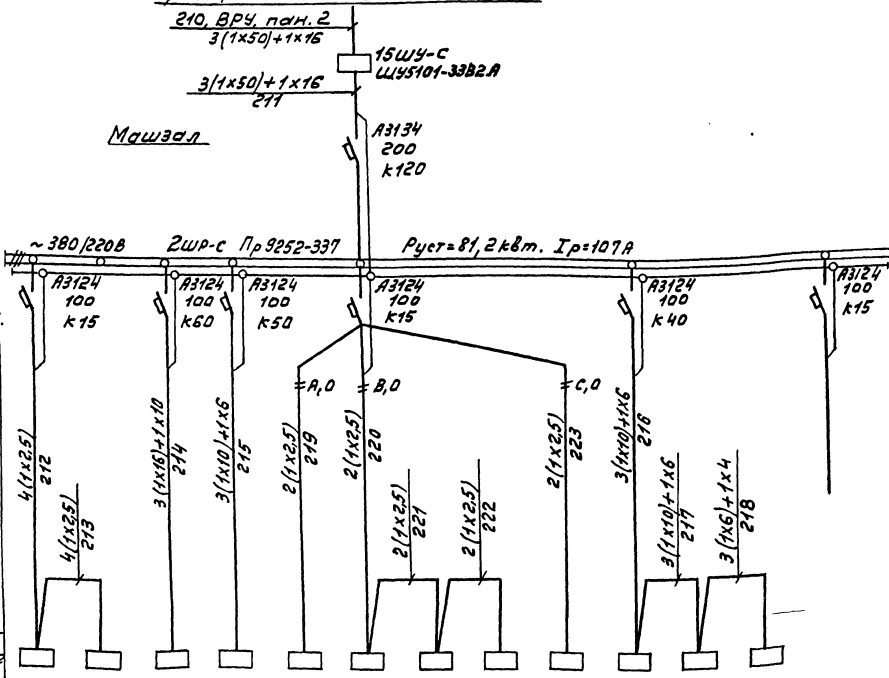 210, ВРУ, пан. 2
3(1х50)+1х16
15ШУ-С
ЩУ5101-33В2А
3(1х50)+1х16
211
Машзал
А3134
200
К120
~380/220В 2ШР-С Пр 9252-337 Руст=81,2квт. Iр=107А
А3124
100
К15
А3124
100
К60
А3124
100
К50
А3124
100
К15
А3124
100
К40
А3124
100
К15
А,0
В,0
С,0
4(1х2,5)
212
4(1х2,5)
213
3(1х16)+1х10
214
3(1х10)+1х6
215
2(1х2,5)
219
2(1х2,5)
220
2(1х2,5)
221
2(1х2,5)
222
2(1х2,5)
223
3(1х10)+1х6
216
3(1х10)+1х6
217
3(1х6)+1х4
218